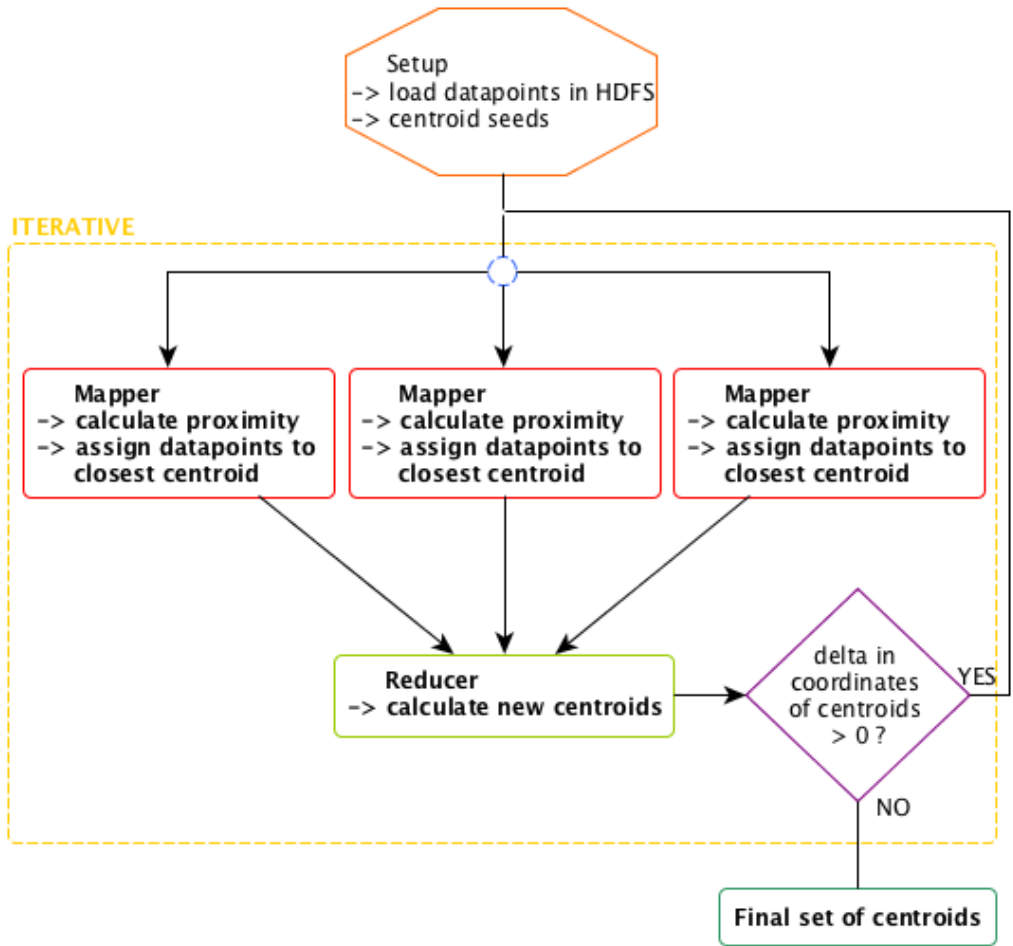 Setup
-> load datapoints in HDFS
-> centroid seeds
ITERATIVE
Mapper
-> calculate proximity
-> assign datapoints to
closest centroid
Mapper
-> calculate proximity
-> assign datapoints to
closest centroid
Mapper
-> calculate proximity
-> assign datapoints to
closest centroid
Reducer
-> calculate new centroids
delta in
coordinates
of centroids
> 0 ?
YES
NO
Final set of centroids